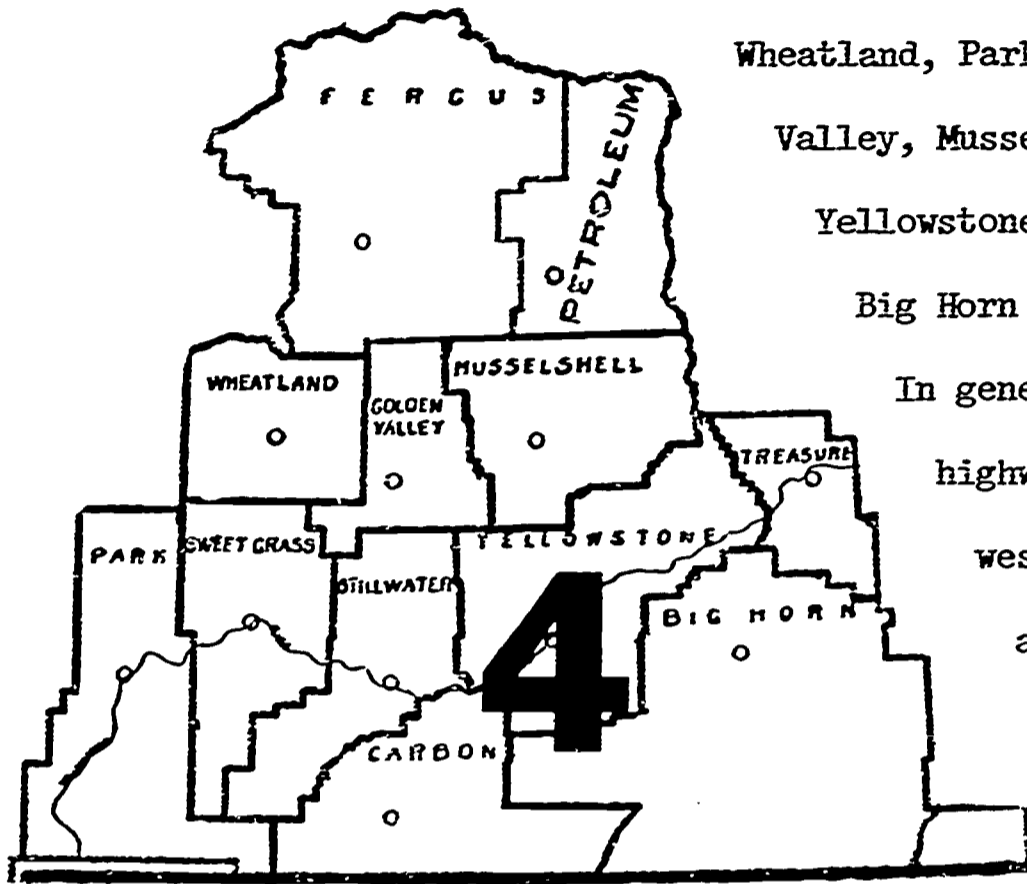 Wheatland, Par
Valley, Musse
Yellowstone
Big Horn
In gene
highw
wes
a
FERGUS
PETROLEUM
WHEATLAND
GOLDEN
VALLEY
MUSSELSHELL
TREASURE
PARK
SWEET GRASS
STILLWATER
YELLOWSTONE
BIG HORN
4
CARBON